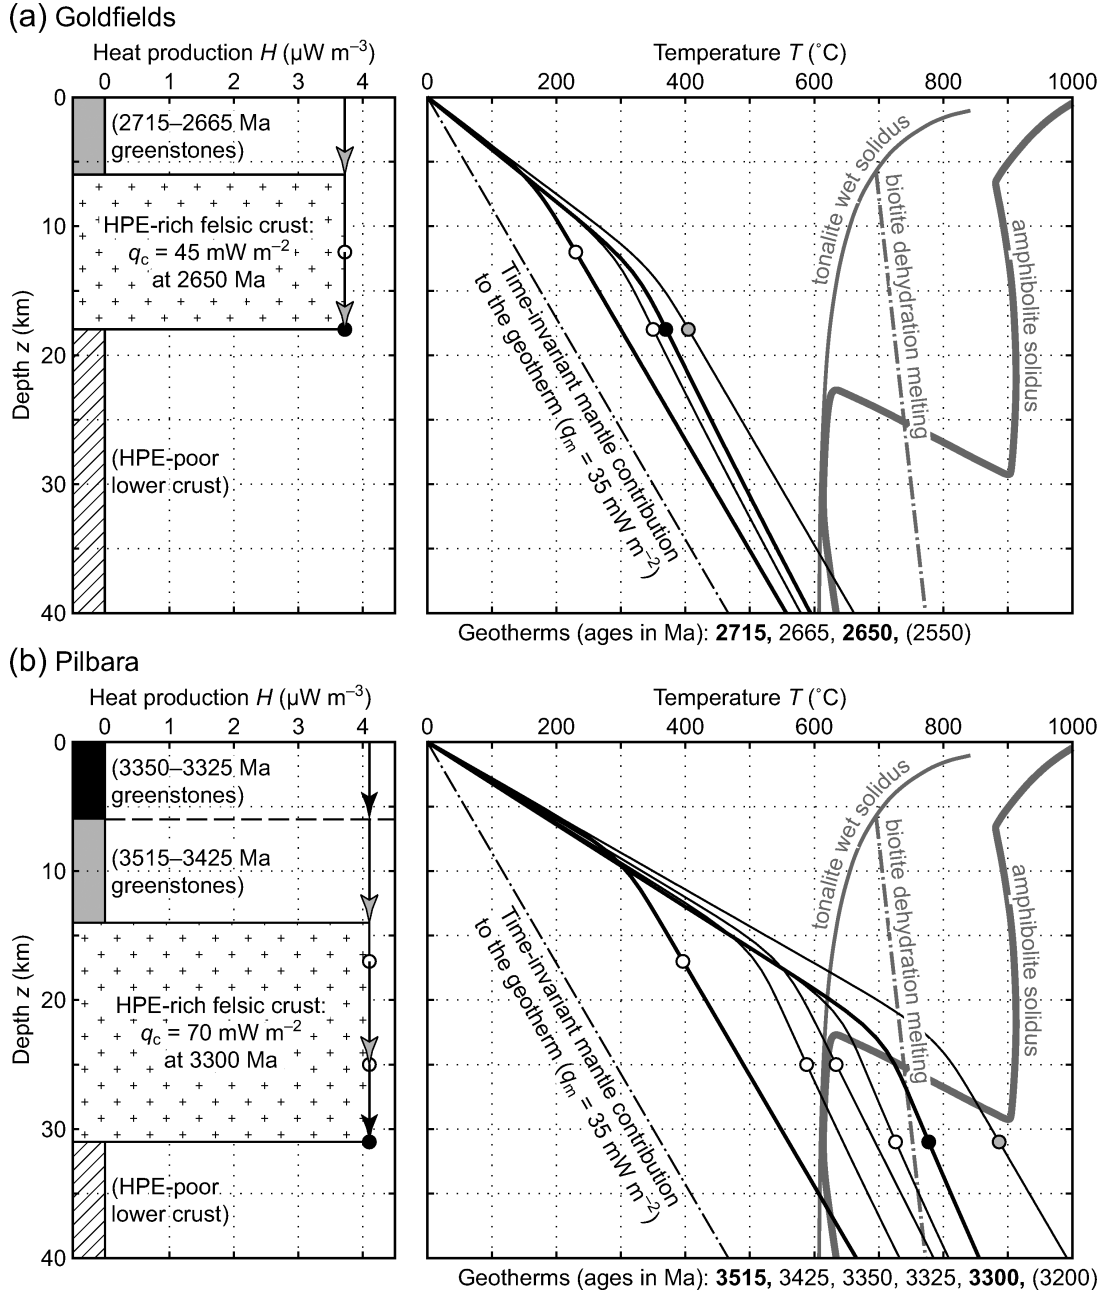 (a) Goldfields
Heat production H (µW m–3)
0 1 2 3 4
Temperature T (˚C)
0 200 400 600 800 1000
0
10
20
30
40
Depth z (km)
(2715–2665 Ma
greenstones)
HPE-rich felsic crust:
qc = 45 mW m–2
at 2650 Ma
(HPE-poor
lower crust)
Time-invariant mantle contribution
to the geotherm (qm = 35 mW m–2)
tonalite wet solidus
biotite dehydration melting
amphibolite solidus
Geotherms (ages in Ma): 2715, 2665, 2650, (2550)
(b) Pilbara
Heat production H (µW m–3)
0 1 2 3 4
Temperature T (˚C)
0 200 400 600 800 1000
0
10
20
30
40
Depth z (km)
(3350–3325 Ma
greenstones)
(3515–3425 Ma
greenstones)
HPE-rich felsic crust:
qc = 70 mW m–2
at 3300 Ma
(HPE-poor
lower crust)
Time-invariant mantle contribution
to the geotherm (qm = 35 mW m–2)
tonalite wet solidus
biotite dehydration melting
amphibolite solidus
Geotherms (ages in Ma): 3515, 3425, 3350, 3325, 3300, (3200)